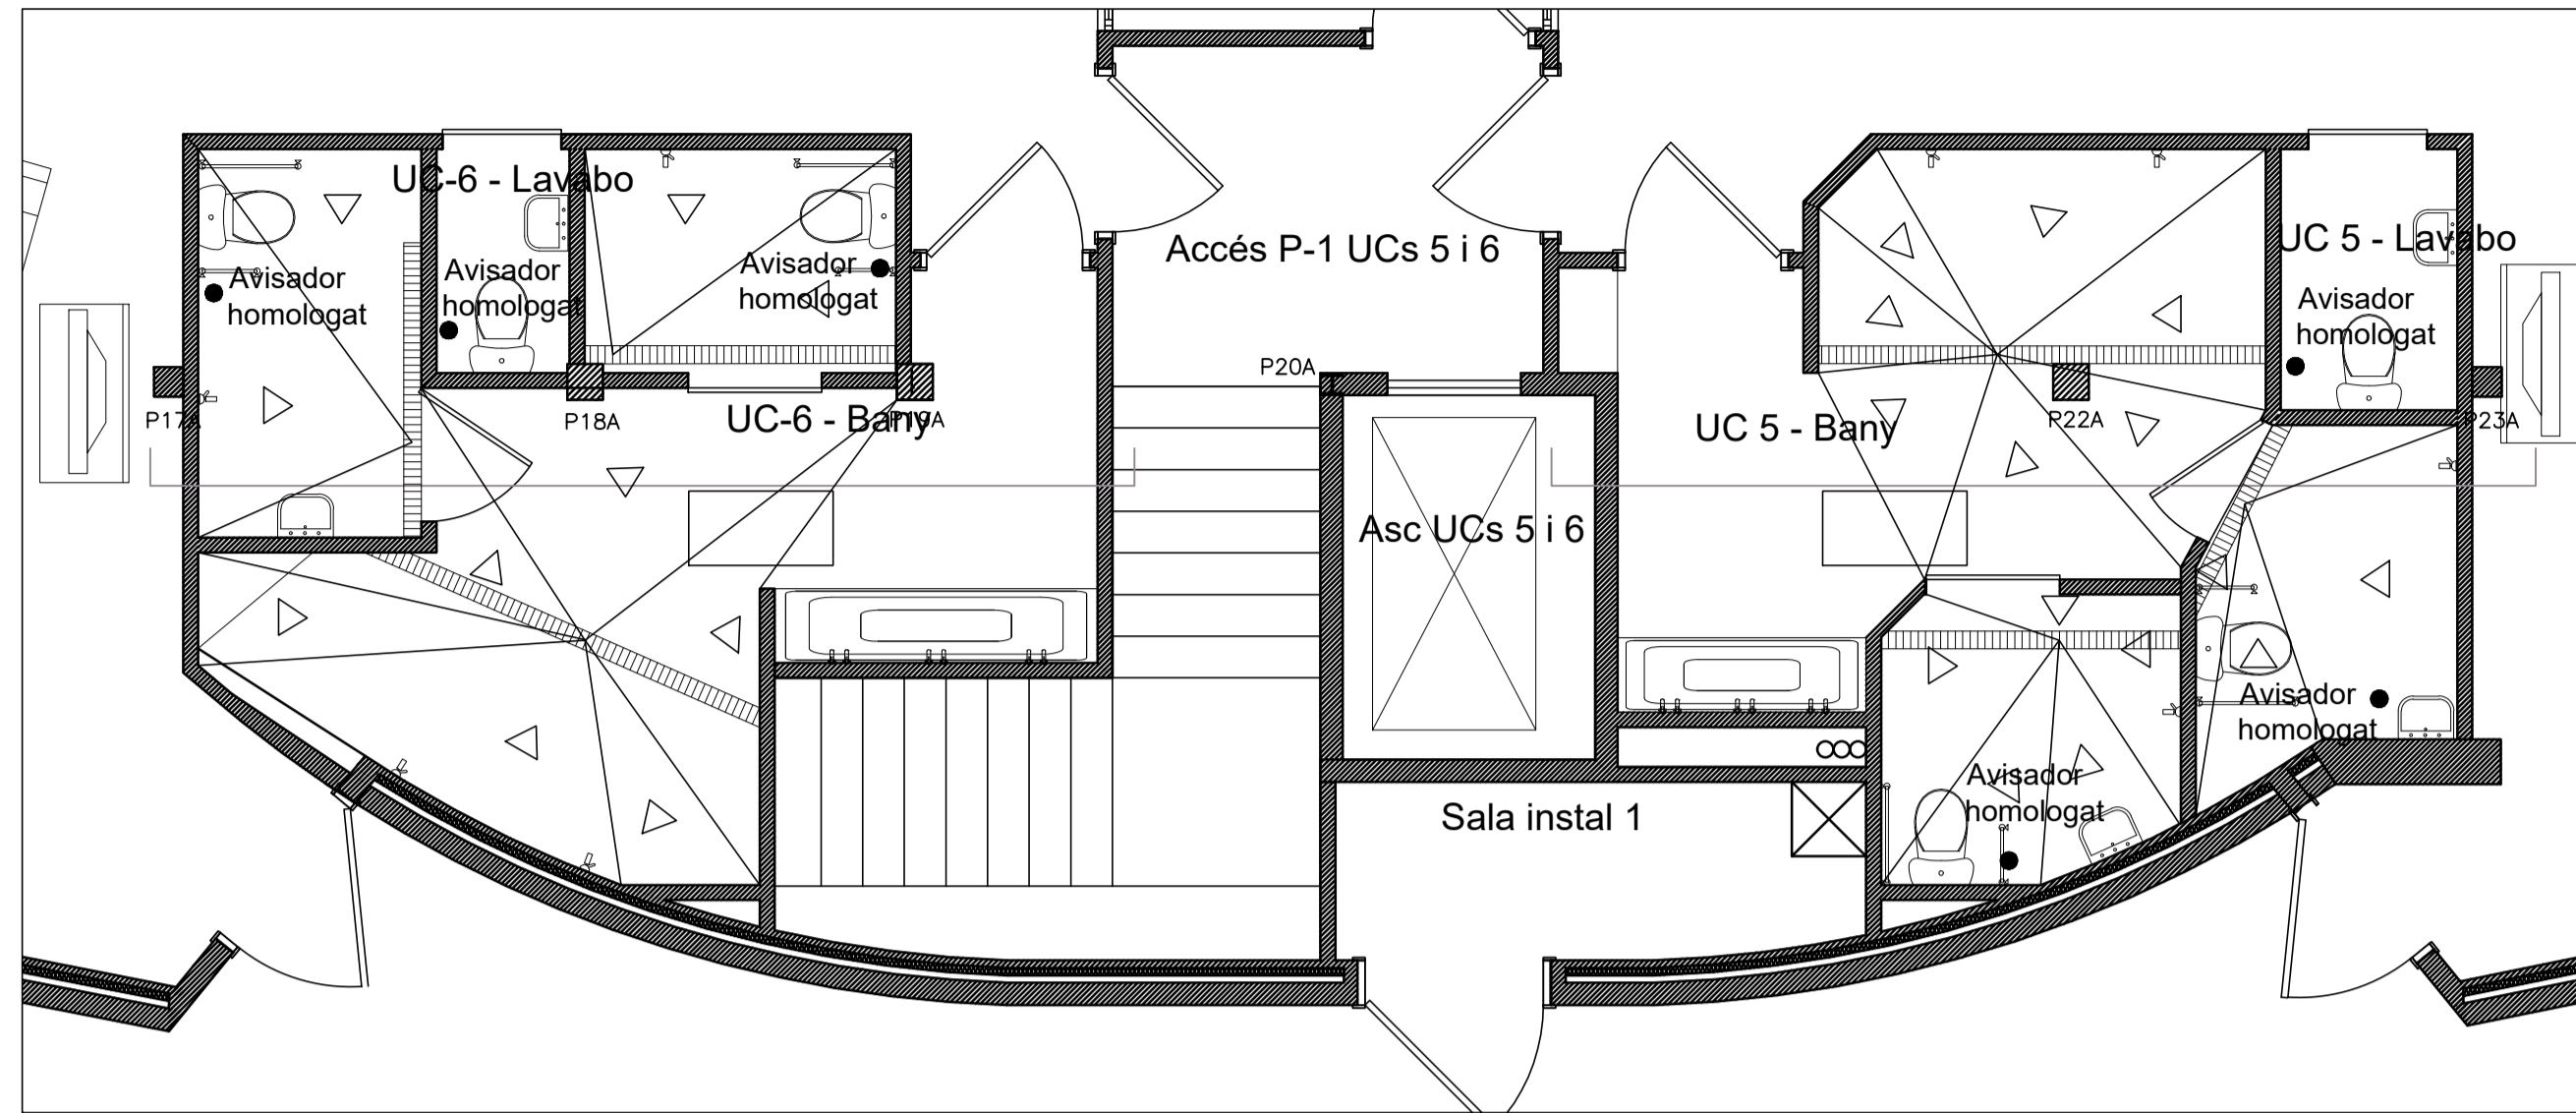 UC-6 - Lavabo
Accés P-1 UCs 5 i 6
UC 5 - Lavabo
Avisador
homologat
Avisador
homologat
Avisador
homologat
Avisador
homologat
P17A
P18A
UC-6 - Bany
P19A
P20A
UC 5 - Bany
P22A
P23A
Asc UCs 5 i 6
Avisador
homologat
Avisador
homologat
Sala instal 1